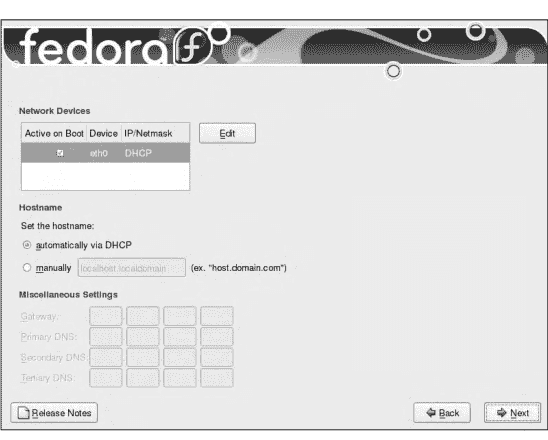 fedora
Network Devices
Active on Boot Device IP/Netmask
Edit
eth0 DHCP
Hostname
Set the hostname:
automatically via DHCP
manually localhost.localdomain (ex. "host.domain.com")
Miscellaneous Settings
Gateway:
Primary DNS:
Secondary DNS:
Tertiary DNS:
Release Notes
Back
Next